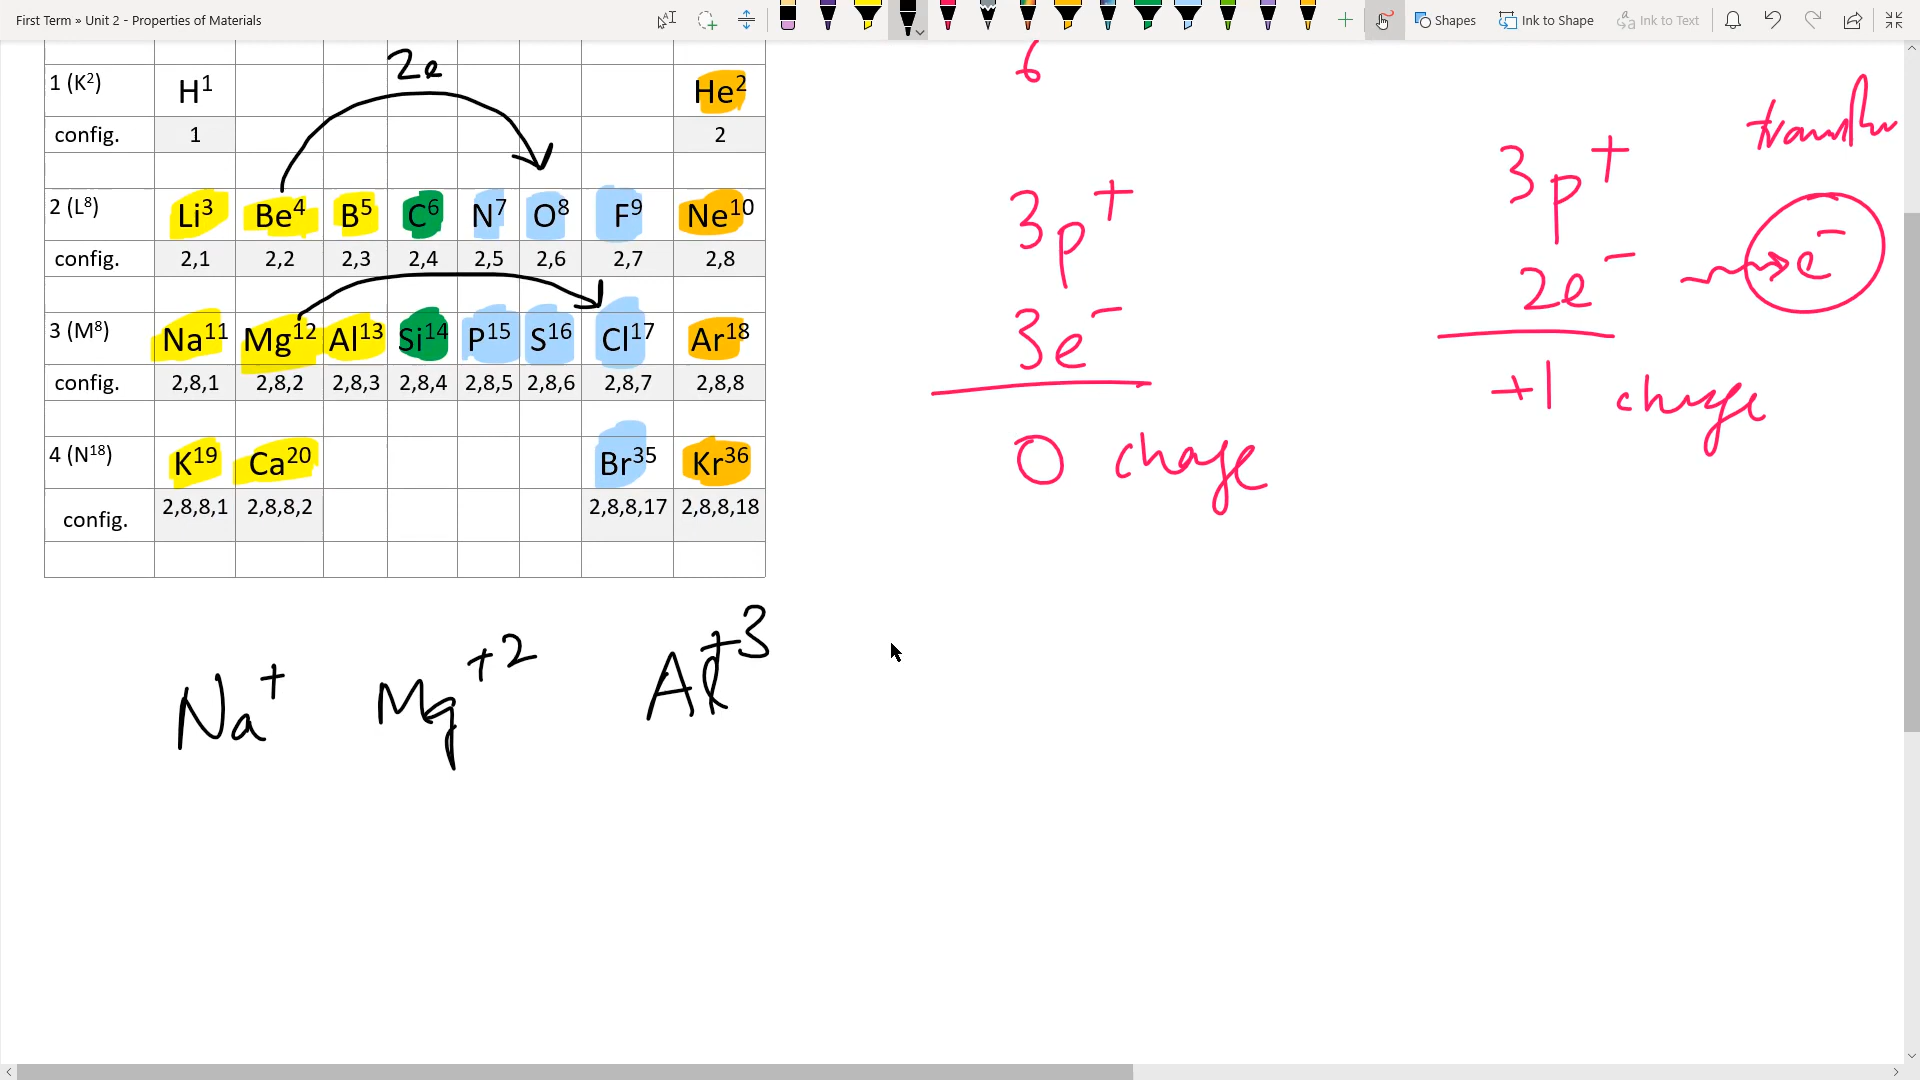 First Term » Unit 2 - Properties of Materials
Shapes Ink to Shape Ink to Text
2e
1 (K²) H¹ He²
config. 1 2
2 (L⁸) Li³ Be⁴ B⁵ C⁶ N⁷ O⁸ F⁹ Ne¹⁰
config. 2,1 2,2 2,3 2,4 2,5 2,6 2,7 2,8
3 (M⁸) Na¹¹ Mg¹² Al¹³ Si¹⁴ P¹⁵ S¹⁶ Cl¹⁷ Ar¹⁸
config. 2,8,1 2,8,2 2,8,3 2,8,4 2,8,5 2,8,6 2,8,7 2,8,8
4 (N¹⁸) K¹⁹ Ca²⁰ Br³⁵ Kr³⁶
config. 2,8,8,1 2,8,8,2 2,8,8,17 2,8,8,18
Na⁺ Mg⁺² Al⁺³
6
3p⁺
3e⁻
0 charge
transfer
3p⁺
2e⁻ e⁻
+1 charge